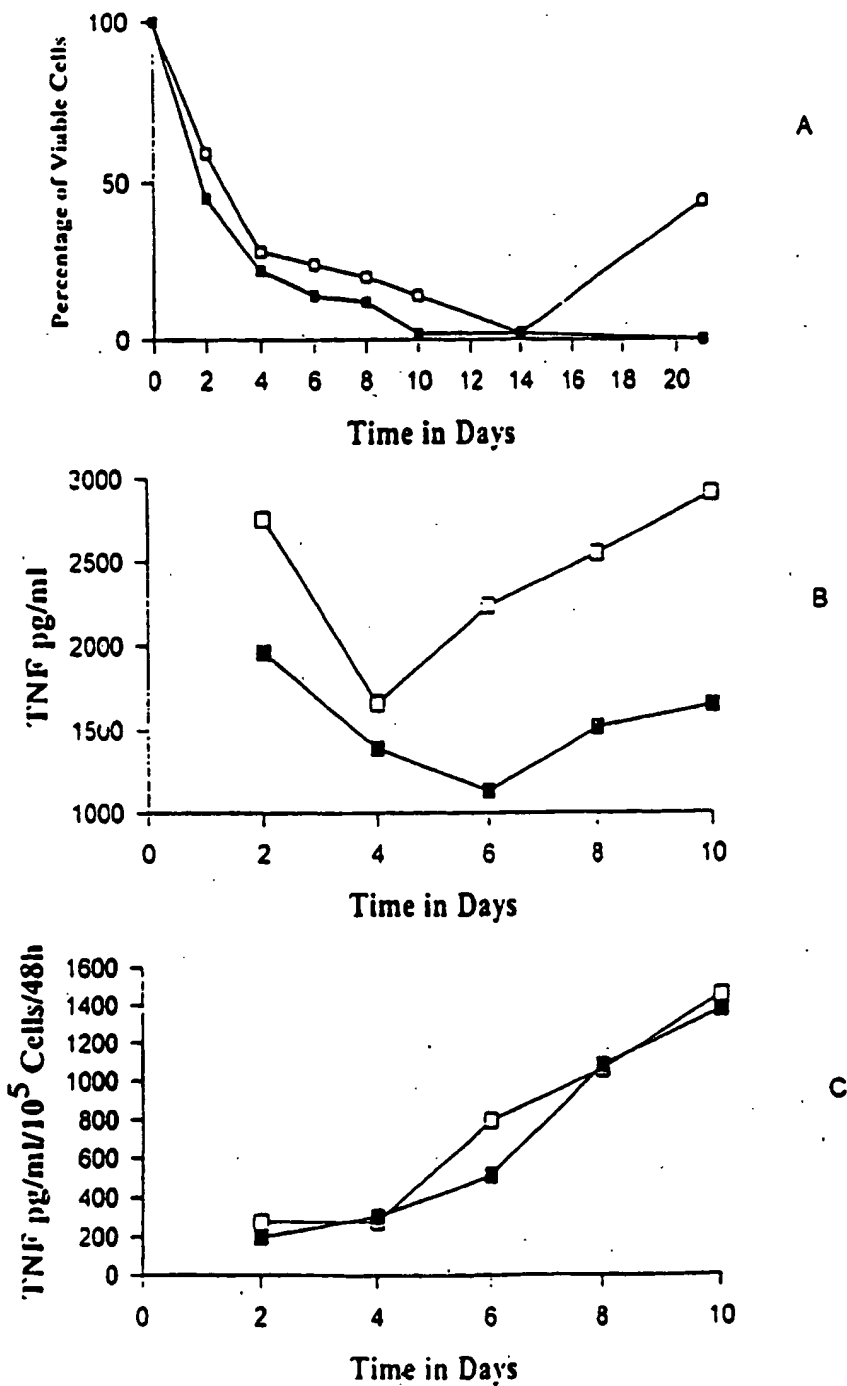 100
50
0
Percentage of Viable Cells
A
0 2 4 6 8 10 12 14 16 18 20
Time in Days
3000
2500
2000
1500
1000
TNF pg/ml
B
0 2 4 6 8 10
Time in Days
1600
1400
1200
1000
800
600
400
200
0
TNF pg/ml/10⁵ Cells/48h
C
0 2 4 6 8 10
Time in Days